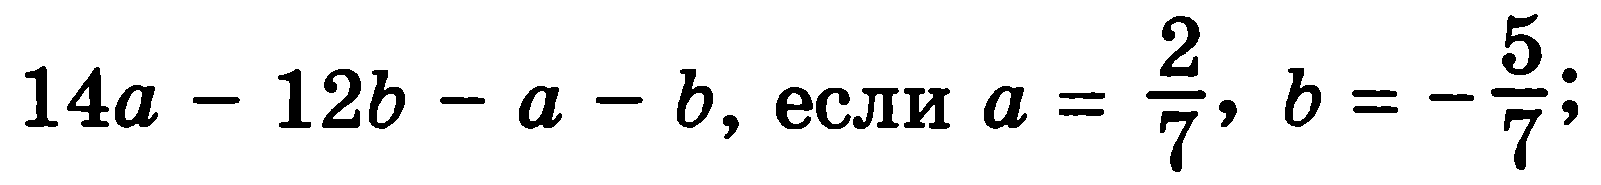 14a − 12b − a − b, если a = 2/7, b = −5/7;